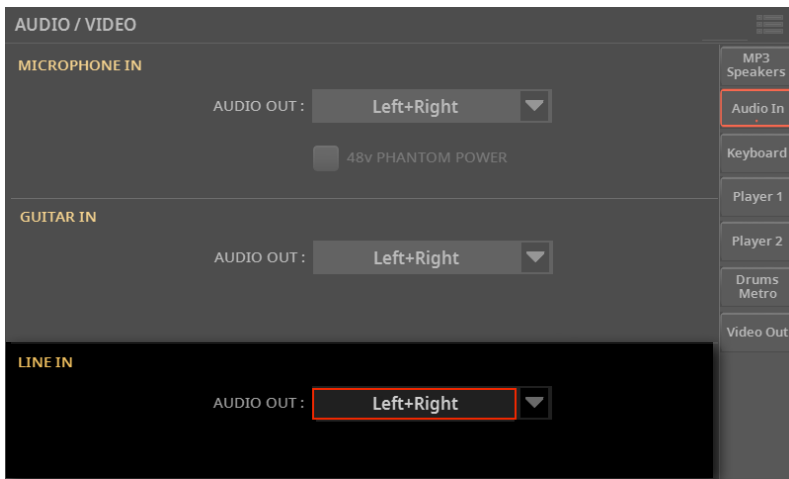 AUDIO / VIDEO
MICROPHONE IN
AUDIO OUT :
Left+Right
48v PHANTOM POWER
GUITAR IN
AUDIO OUT :
Left+Right
LINE IN
AUDIO OUT :
Left+Right
MP3
Speakers
Audio In
Keyboard
Player 1
Player 2
Drums
Metro
Video Out